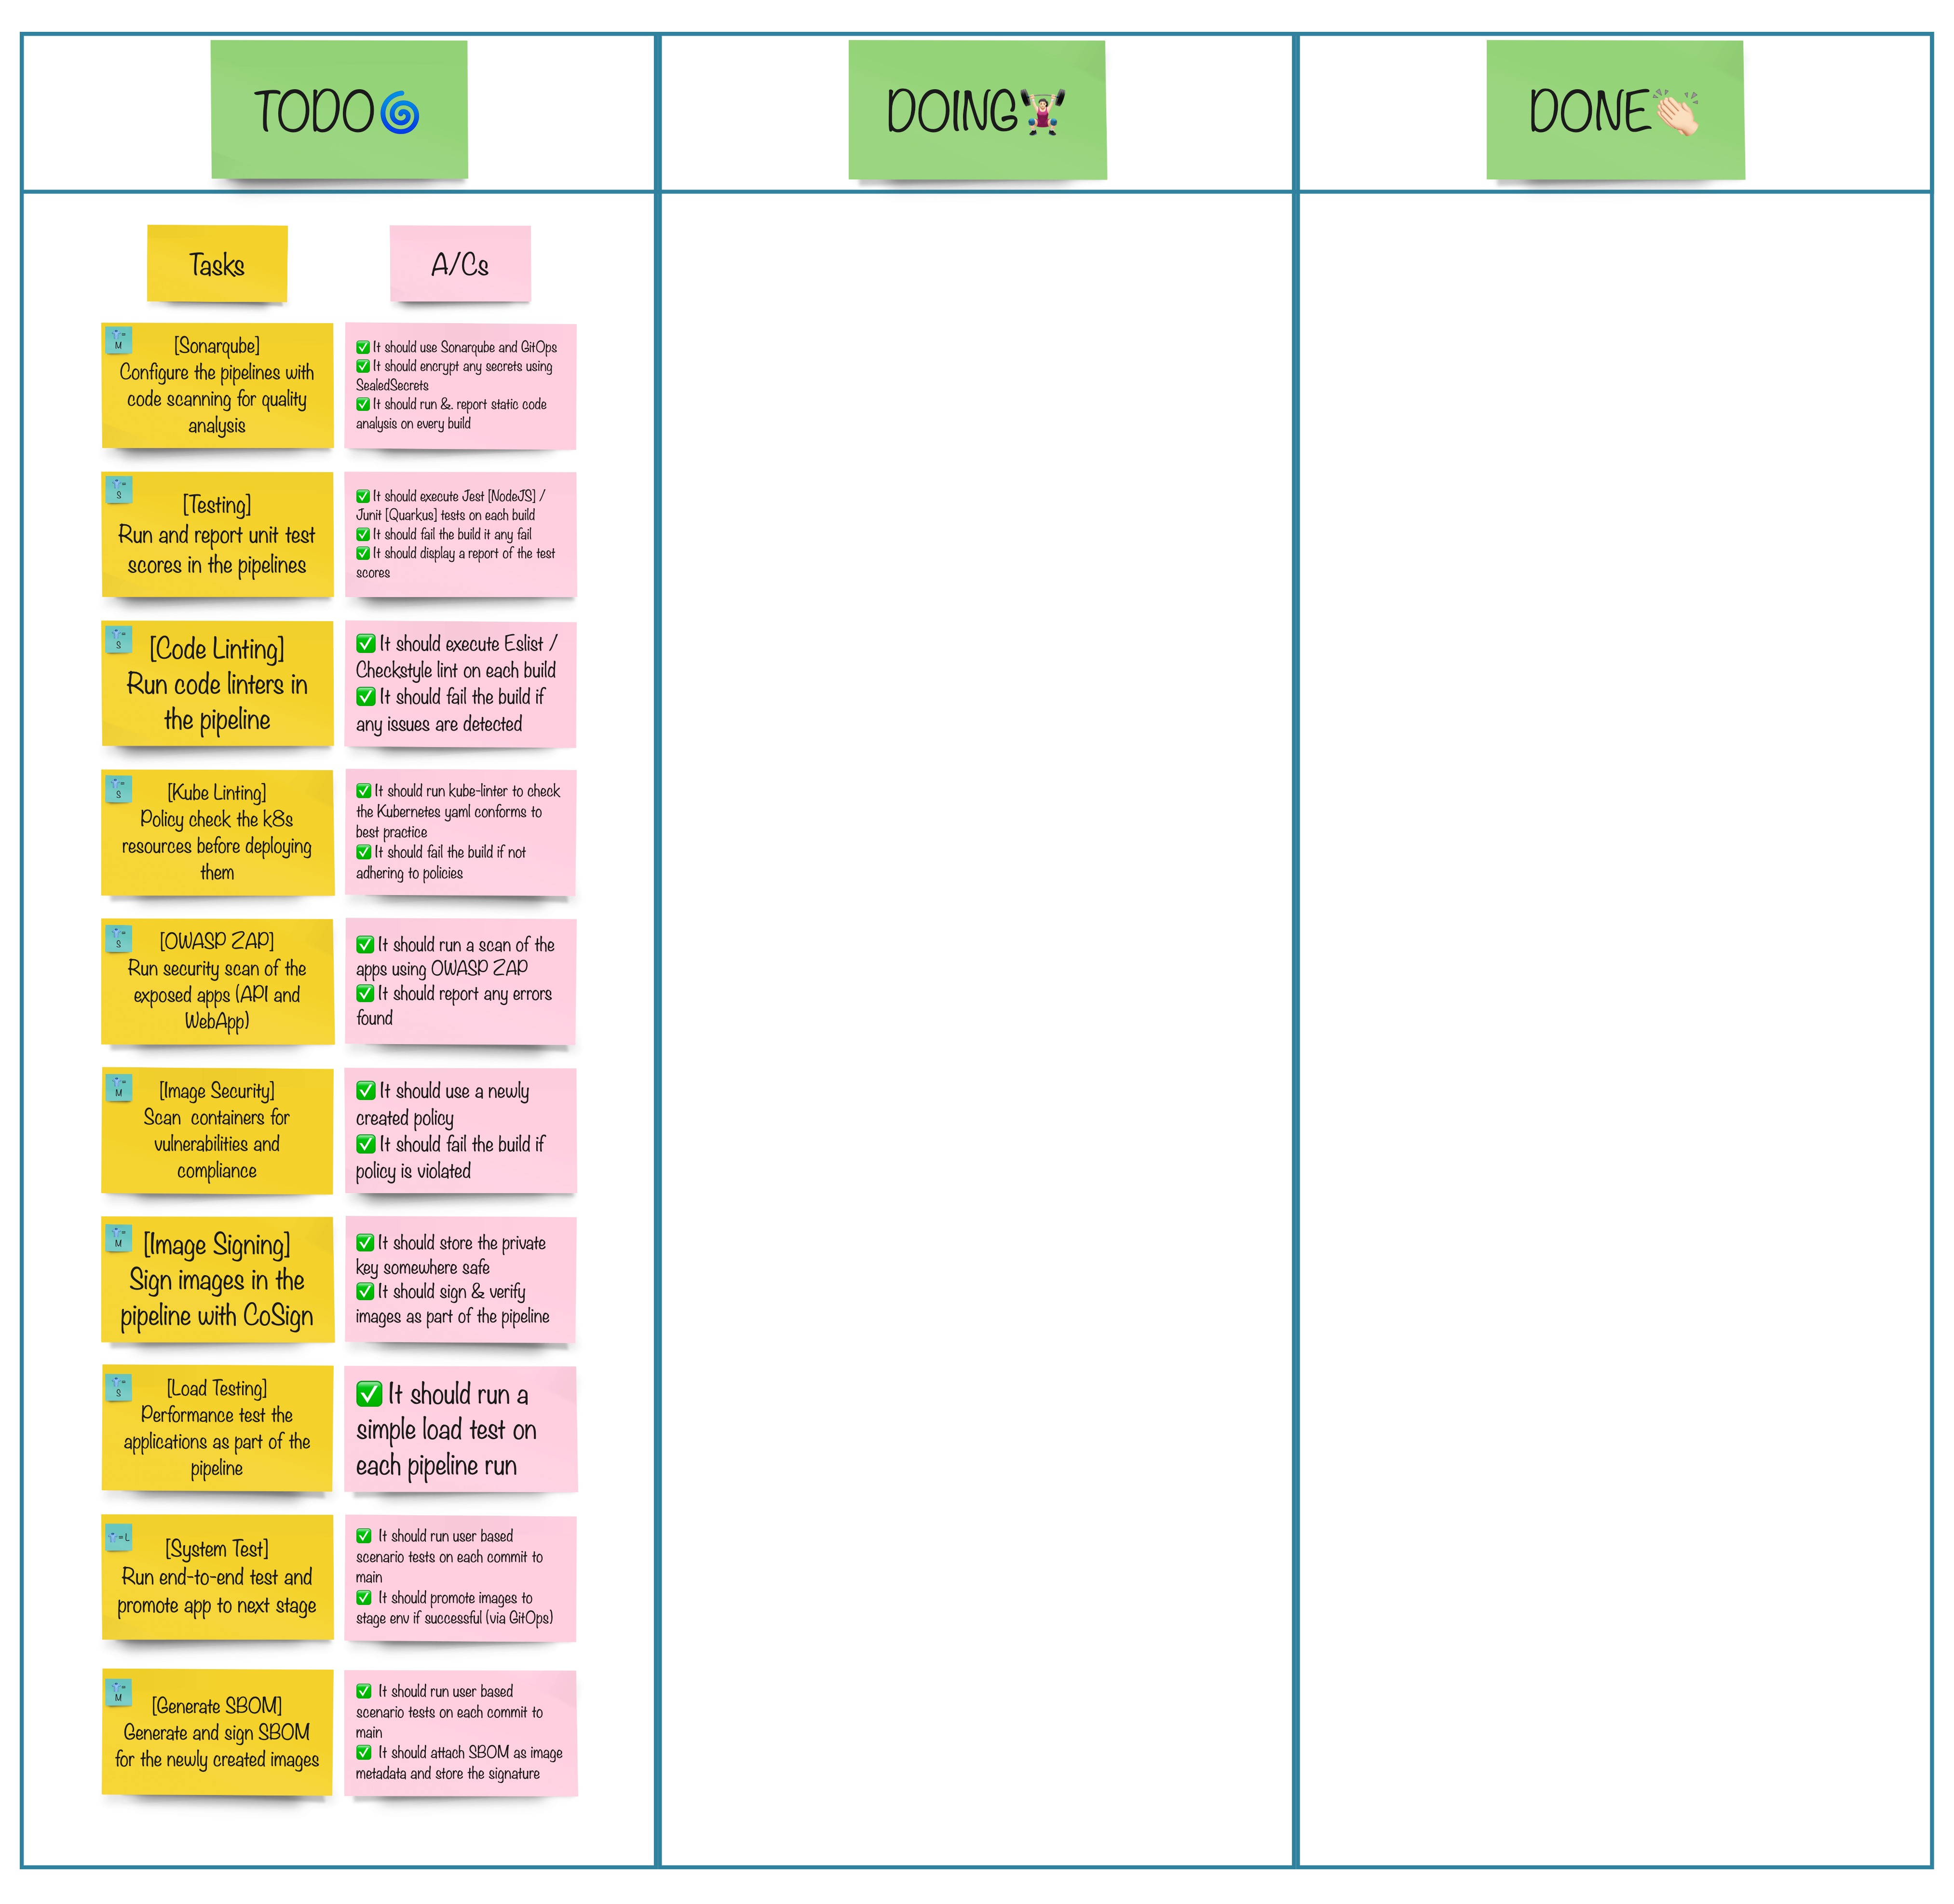 TODO🌀
DOING🏋🏻‍♀️
DONE👏🏻
Tasks
A/Cs
👕=
M
[Sonarqube]
Configure the pipelines with
code scanning for quality
analysis
✅ It should use Sonarqube and GitOps
✅ It should encrypt any secrets using
SealedSecrets
✅ It should run & report static code
analysis on every build
👕=
S
[Testing]
Run and report unit test
scores in the pipelines
✅ It should execute Jest [NodeJS] /
Junit [Quarkus] tests on each build
✅ It should fail the build it any fail
✅ It should display a report of the test
scores
👕=
S
[Code Linting]
Run code linters in
the pipeline
✅ It should execute Eslist /
Checkstyle lint on each build
✅ It should fail the build if
any issues are detected
👕=
S
[Kube Linting]
Policy check the k8s
resources before deploying
them
✅ It should run kube-linter to check
the Kubernetes yaml conforms to
best practice
✅ It should fail the build if not
adhering to policies
👕=
S
[OWASP ZAP]
Run security scan of the
exposed apps (API and
WebApp)
✅ It should run a scan of the
apps using OWASP ZAP
✅ It should report any errors
found
👕=
M
[Image Security]
Scan containers for
vulnerabilities and
compliance
✅ It should use a newly
created policy
✅ It should fail the build if
policy is violated
👕=
M
[Image Signing]
Sign images in the
pipeline with CoSign
✅ It should store the private
key somewhere safe
✅ It should sign & verify
images as part of the pipeline
👕=
S
[Load Testing]
Performance test the
applications as part of the
pipeline
✅ It should run a
simple load test on
each pipeline run
👕=L
[System Test]
Run end-to-end test and
promote app to next stage
✅ It should run user based
scenario tests on each commit to
main
✅ It should promote images to
stage env if successful (via GitOps)
👕=
M
[Generate SBOM]
Generate and sign SBOM
for the newly created images
✅ It should run user based
scenario tests on each commit to
main
✅ It should attach SBOM as image
metadata and store the signature